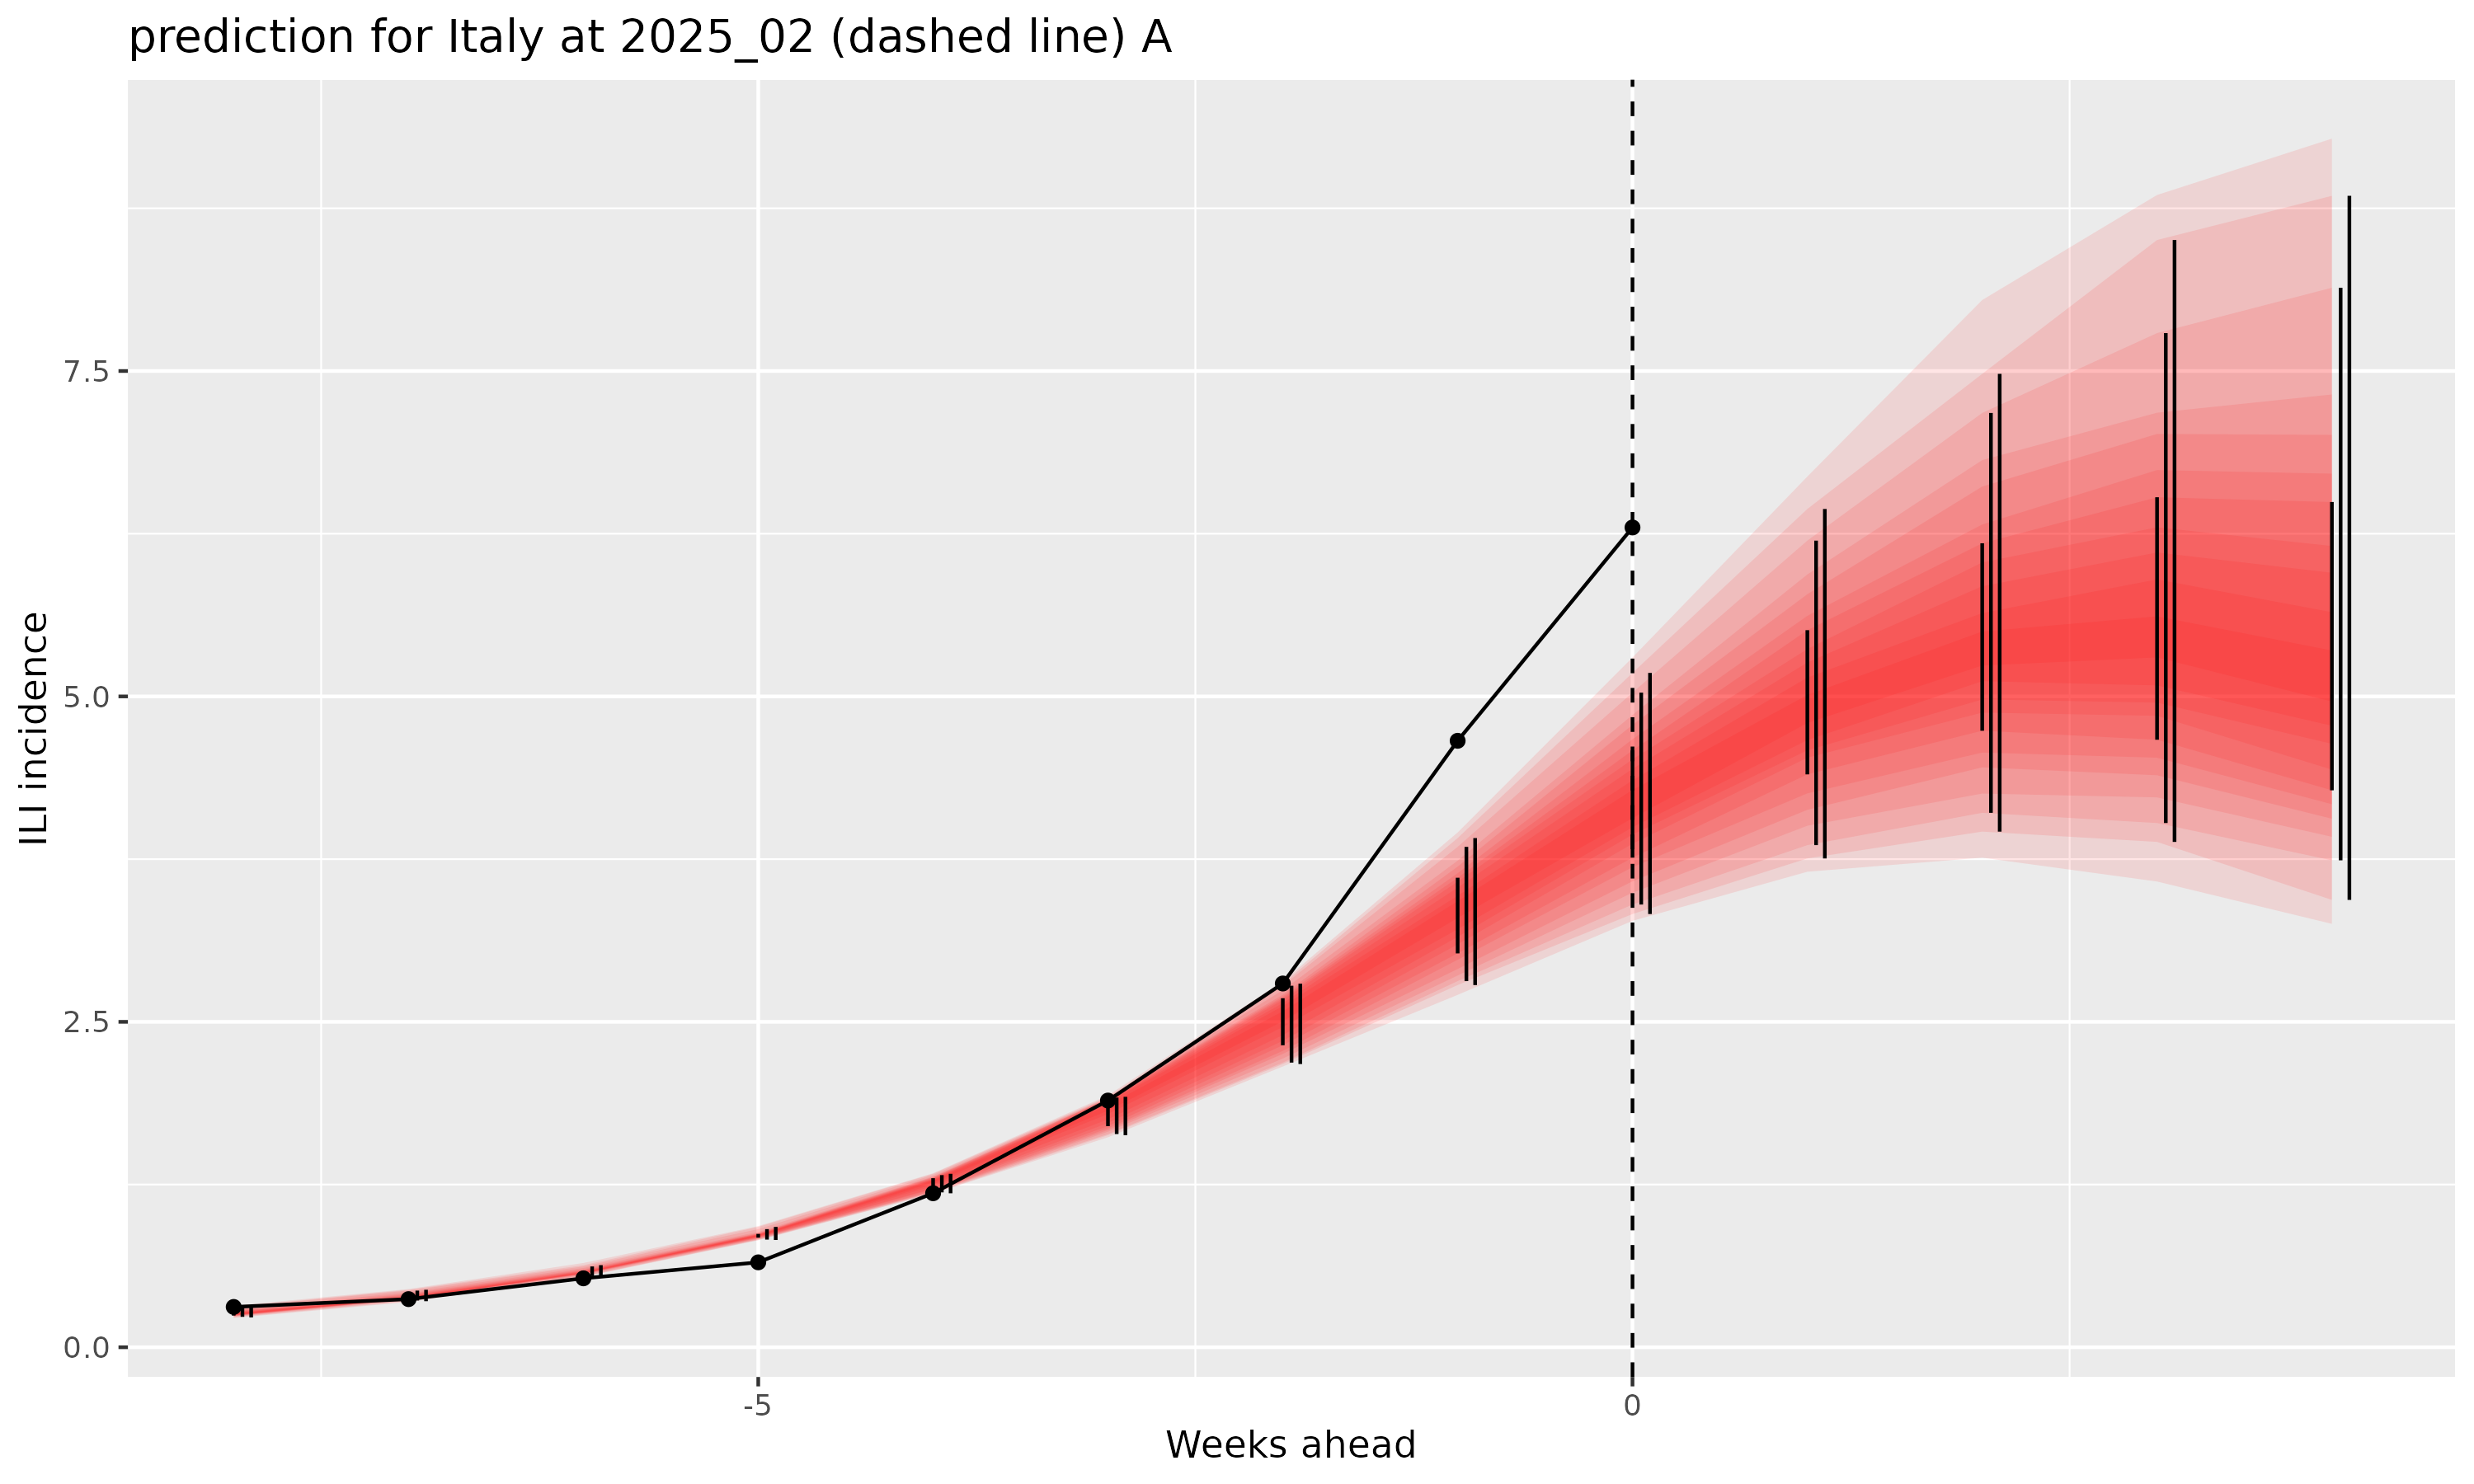 prediction for Italy at 2025_02 (dashed line) A
ILI incidence
7.5
5.0
2.5
0.0
-5
0
Weeks ahead